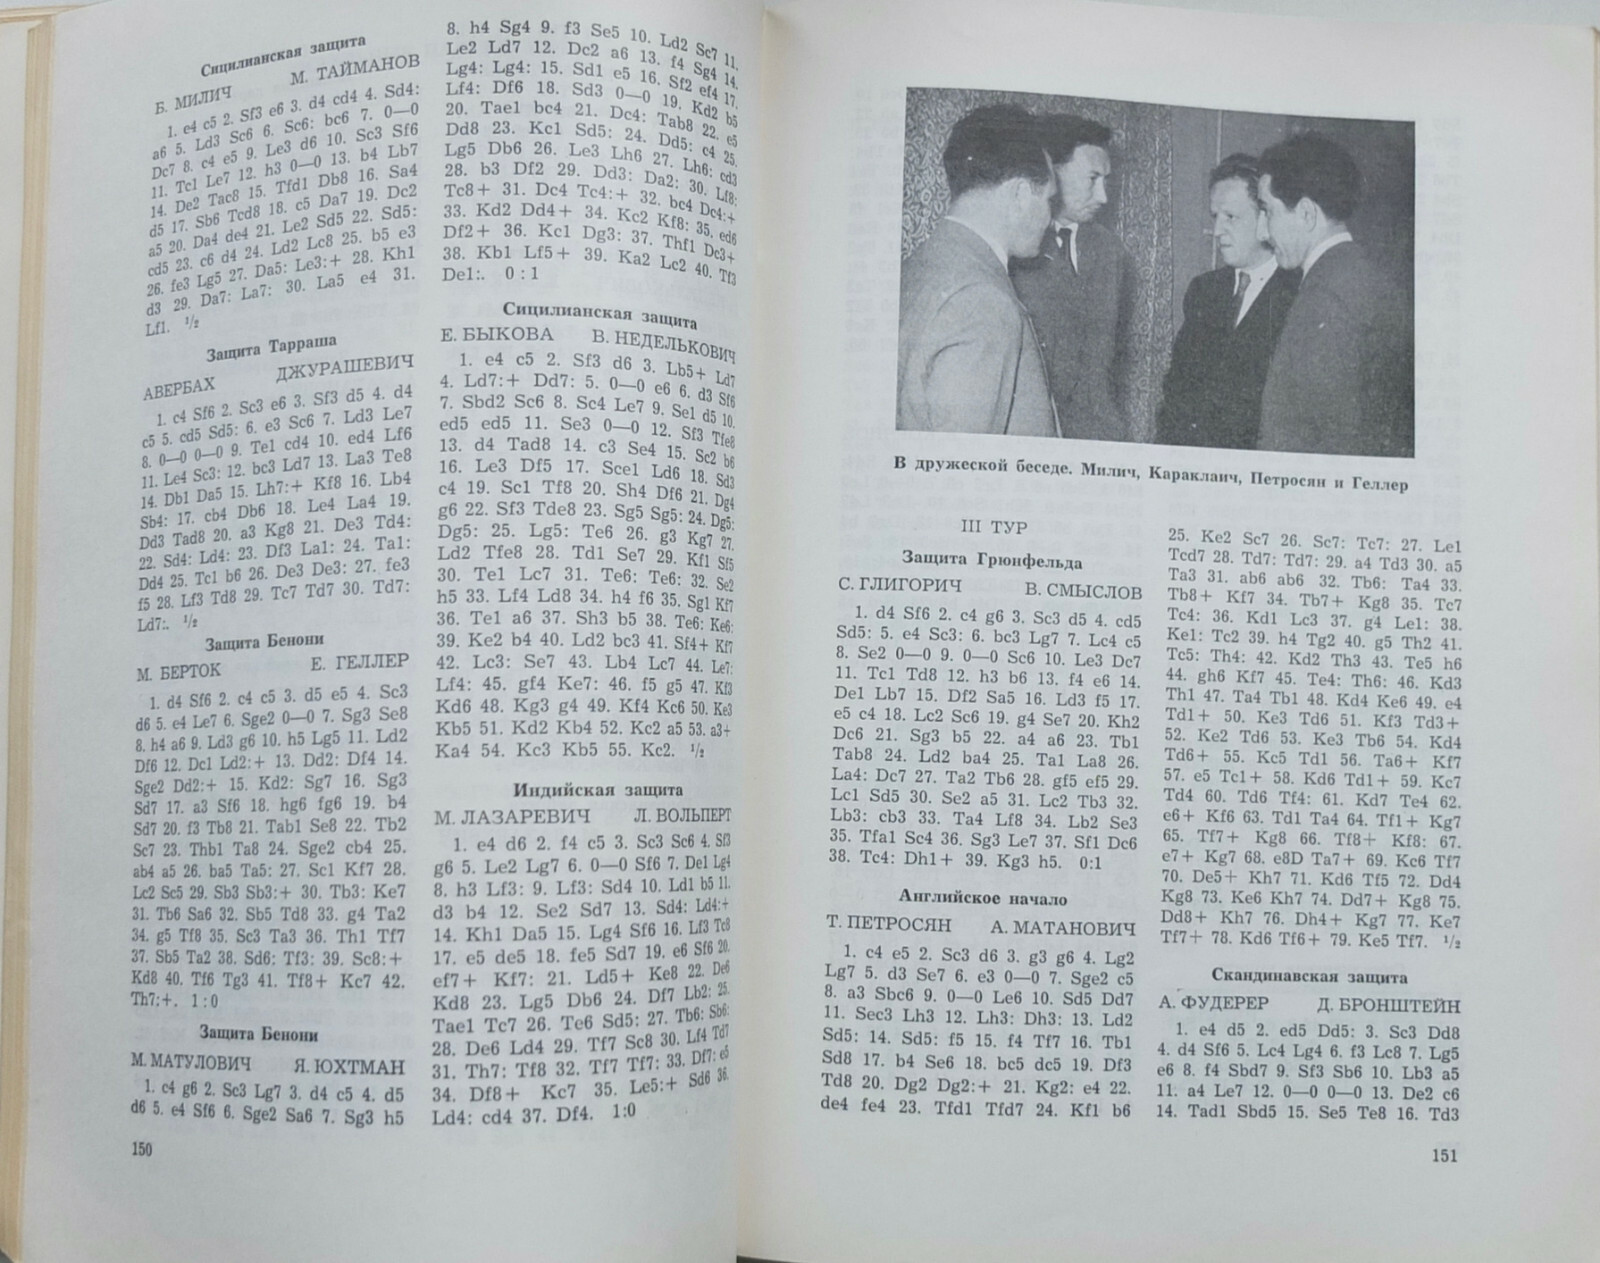 Сицилианская защита
Б. МИЛИЧ М. ТАЙМАНОВ
1. e4 c5 2. Sf3 e6 3. d4 cd4 4. Sd4:
a6 5. Ld3 Sc6 6. Sc6: bc6 7. 0—0
Dc7 8. c4 e5 9. Le3 d6 10. Sc3 Sf6
11. Tc1 Le7 12. h3 0—0 13. b4 Lb7
14. De2 Tac8 15. Tfd1 Db8 16. Sa4
d5 17. Sb6 Tcd8 18. c5 Da7 19. Dc2
a5 20. Da4 de4 21. Le2 Sd5 22. Sd5:
cd5 23. c6 d4 24. Ld2 Lc8 25. b5 e3
26. fe3 Lg5 27. Da5: Le3:+ 28. Kh1
d3 29. Da7: La7: 30. La5 e4 31.
Lf1. ½
Защита Тарраша
АВЕРБАХ ДЖУРАШЕВИЧ
1. c4 Sf6 2. Sc3 e6 3. Sf3 d5 4. d4
c5 5. cd5 Sd5: 6. e3 Sc6 7. Ld3 Le7
8. 0—0 0—0 9. Te1 cd4 10. ed4 Lf6
11. Le4 Sc3: 12. bc3 Ld7 13. La3 Te8
14. Db1 Da5 15. Lh7:+ Kf8 16. Lb4
Sb4: 17. cb4 Db6 18. Le4 La4 19.
Dd3 Tad8 20. a3 Kg8 21. De3 Td4:
22. Sd4: Ld4: 23. Df3 La1: 24. Ta1:
Dd4 25. Tc1 b6 26. De3 De3: 27. fe3
f5 28. Lf3 Td8 29. Tc7 Td7 30. Td7:
Ld7:. ½
Защита Бенони
М. БЕРТОК Е. ГЕЛЛЕР
1. d4 Sf6 2. c4 c5 3. d5 e5 4. Sc3
d6 5. e4 Le7 6. Sge2 0—0 7. Sg3 Se8
8. h4 a6 9. Ld3 g6 10. h5 Lg5 11. Ld2
Df6 12. Dc1 Ld2:+ 13. Dd2: Df4 14.
Sge2 Dd2:+ 15. Kd2: Sg7 16. Sg3
Sd7 17. a3 Sf6 18. hg6 fg6 19. b4
Sd7 20. f3 Tb8 21. Tab1 Se8 22. Tb2
Sc7 23. Thb1 Ta8 24. Sge2 cb4 25.
ab4 a5 26. ba5 Ta5: 27. Sc1 Kf7 28.
Lc2 Sc5 29. Sb3 Sb3:+ 30. Tb3: Ke7
31. Tb6 Sa6 32. Sb5 Td8 33. g4 Ta2
34. g5 Tf8 35. Sc3 Ta3 36. Th1 Tf7
37. Sb5 Ta2 38. Sd6: Tf3: 39. Sc8:+
Kd8 40. Tf6 Tg3 41. Tf8+ Kc7 42.
Th7:+. 1:0
Защита Бенони
М. МАТУЛОВИЧ Я. ЮХТМАН
1. c4 g6 2. Sc3 Lg7 3. d4 c5 4. d5
d6 5. e4 Sf6 6. Sge2 Sa6 7. Sg3 h5
150
8. h4 Sg4 9. f3 Se5 10. Ld2 Sc7 11.
Le2 Ld7 12. Dc2 a6 13. f4 Sg4 14.
Lg4: Lg4: 15. Sd1 e5 16. Sf2 ef4 17.
Lf4: Df6 18. Sd3 0—0 19. Kd2 b5
20. Tae1 bc4 21. Dc4: Tab8 22. e5
Dd8 23. Kc1 Sd5: 24. Dd5: c4 25.
Lg5 Db6 26. Le3 Lh6 27. Lh6: cd3
28. b3 Df2 29. Dd3: Da2: 30. Lf8:
Tc8+ 31. Dc4 Tc4:+ 32. bc4 Dc4:+
33. Kd2 Dd4+ 34. Kc2 Kf8: 35. ed6
Df2+ 36. Kc1 Dg3: 37. Thf1 Dc3+
38. Kb1 Lf5+ 39. Ka2 Lc2 40. Tf3
De1:. 0 : 1
Сицилианская защита
Е. БЫКОВА В. НЕДЕЛЬКОВИЧ
1. e4 c5 2. Sf3 d6 3. Lb5+ Ld7
4. Ld7:+ Dd7: 5. 0—0 e6 6. d3 Sf6
7. Sbd2 Sc6 8. Sc4 Le7 9. Se1 d5 10.
ed5 ed5 11. Se3 0—0 12. Sf3 Tfe8
13. d4 Tad8 14. c3 Se4 15. Sc2 b6
16. Le3 Df5 17. Sce1 Ld6 18. Sd3
c4 19. Sc1 Tf8 20. Sh4 Df6 21. Dg4
g6 22. Sf3 Tde8 23. Sg5 Sg5: 24. Dg5:
Dg5: 25. Lg5: Te6 26. g3 Kg7 27.
Ld2 Tfe8 28. Td1 Se7 29. Kf1 Sf5
30. Te1 Lc7 31. Te6: Te6: 32. Se2
h5 33. Lf4 Ld8 34. h4 f6 35. Sg1 Kf7
36. Te1 a6 37. Sh3 b5 38. Te6: Ke6:
39. Ke2 b4 40. Ld2 bc3 41. Sf4+ Kf7
42. Lc3: Se7 43. Lb4 Lc7 44. Le7:
Lf4: 45. gf4 Ke7: 46. f5 g5 47. Kf3
Kd6 48. Kg3 g4 49. Kf4 Kc6 50. Ke3
Kb5 51. Kd2 Kb4 52. Kc2 a5 53. a3+
Ka4 54. Kc3 Kb5 55. Kc2. ½
Индийская защита
М. ЛАЗАРЕВИЧ Л. ВОЛЬПЕРТ
1. e4 d6 2. f4 c5 3. Sc3 Sc6 4. Sf3
g6 5. Le2 Lg7 6. 0—0 Sf6 7. De1 Lg4
8. h3 Lf3: 9. Lf3: Sd4 10. Ld1 b5 11.
d3 b4 12. Se2 Sd7 13. Sd4: Ld4:+
14. Kh1 Da5 15. Lg4 Sf6 16. Lf3 Tc8
17. e5 de5 18. fe5 Sd7 19. e6 Sf6 20.
ef7+ Kf7: 21. Ld5+ Ke8 22. De6
Kd8 23. Lg5 Db6 24. Df7 Lb2: 25.
Tae1 Tc7 26. Te6 Sd5: 27. Tb6: Sb6:
28. De6 Ld4 29. Tf7 Sc8 30. Lf4 Td7
31. Th7: Tf8 32. Tf7 Tf7: 33. Df7: e5
34. Df8+ Kc7 35. Le5:+ Sd6 36.
Ld4: cd4 37. Df4. 1:0
В дружеской беседе. Милич, Караклаич, Петросян и Геллер
III ТУР
Защита Грюнфельда
С. ГЛИГОРИЧ В. СМЫСЛОВ
1. d4 Sf6 2. c4 g6 3. Sc3 d5 4. cd5
Sd5: 5. e4 Sc3: 6. bc3 Lg7 7. Lc4 c5
8. Se2 0—0 9. 0—0 Sc6 10. Le3 Dc7
11. Tc1 Td8 12. h3 b6 13. f4 e6 14.
De1 Lb7 15. Df2 Sa5 16. Ld3 f5 17.
e5 c4 18. Lc2 Sc6 19. g4 Se7 20. Kh2
Dc6 21. Sg3 b5 22. a4 a6 23. Tb1
Tab8 24. Ld2 ba4 25. Ta1 La8 26.
La4: Dc7 27. Ta2 Tb6 28. gf5 ef5 29.
Lc1 Sd5 30. Se2 a5 31. Lc2 Tb3 32.
Lb3: cb3 33. Ta4 Lf8 34. Lb2 Se3
35. Tfa1 Sc4 36. Sg3 Le7 37. Sf1 Dc6
38. Tc4: Dh1+ 39. Kg3 h5. 0:1
Английское начало
Т. ПЕТРОСЯН А. МАТАНОВИЧ
1. c4 e5 2. Sc3 d6 3. g3 g6 4. Lg2
Lg7 5. d3 Se7 6. e3 0—0 7. Sge2 c5
8. a3 Sbc6 9. 0—0 Le6 10. Sd5 Dd7
11. Sec3 Lh3 12. Lh3: Dh3: 13. Ld2
Sd5: 14. Sd5: f5 15. f4 Tf7 16. Tb1
Sd8 17. b4 Se6 18. bc5 dc5 19. Df3
Td8 20. Dg2 Dg2:+ 21. Kg2: e4 22.
de4 fe4 23. Tfd1 Tfd7 24. Kf1 b6
25. Ke2 Sc7 26. Sc7: Tc7: 27. Le1
Tcd7 28. Td7: Td7: 29. a4 Td3 30. a5
Ta3 31. ab6 ab6 32. Tb6: Ta4 33.
Tb8+ Kf7 34. Tb7+ Kg8 35. Tc7
Tc4: 36. Kd1 Lc3 37. g4 Le1: 38.
Ke1: Tc2 39. h4 Tg2 40. g5 Th2 41.
Tc5: Th4: 42. Kd2 Th3 43. Te5 h6
44. gh6 Kf7 45. Te4: Th6: 46. Kd3
Th1 47. Ta4 Tb1 48. Kd4 Ke6 49. e4
Td1+ 50. Ke3 Td6 51. Kf3 Td3+
52. Ke2 Td6 53. Ke3 Tb6 54. Kd4
Td6+ 55. Kc5 Td1 56. Ta6+ Kf7
57. e5 Tc1+ 58. Kd6 Td1+ 59. Kc7
Td4 60. Td6 Tf4: 61. Kd7 Te4 62.
e6+ Kf6 63. Td1 Ta4 64. Tf1+ Kg7
65. Tf7+ Kg8 66. Tf8+ Kf8: 67.
e7+ Kg7 68. e8D Ta7+ 69. Kc6 Tf7
70. De5+ Kh7 71. Kd6 Tf5 72. Dd4
Kg8 73. Ke6 Kh7 74. Dd7+ Kg8 75.
Dd8+ Kh7 76. Dh4+ Kg7 77. Ke7
Tf7+ 78. Kd6 Tf6+ 79. Ke5 Tf7. ½
Скандинавская защита
А. ФУДЕРЕР Д. БРОНШТЕЙН
1. e4 d5 2. ed5 Dd5: 3. Sc3 Dd8
4. d4 Sf6 5. Lc4 Lg4 6. f3 Lc8 7. Lg5
e6 8. f4 Sbd7 9. Sf3 Sb6 10. Lb3 a5
11. a4 Le7 12. 0—0 0—0 13. De2 c6
14. Tad1 Sbd5 15. Se5 Te8 16. Td3
151